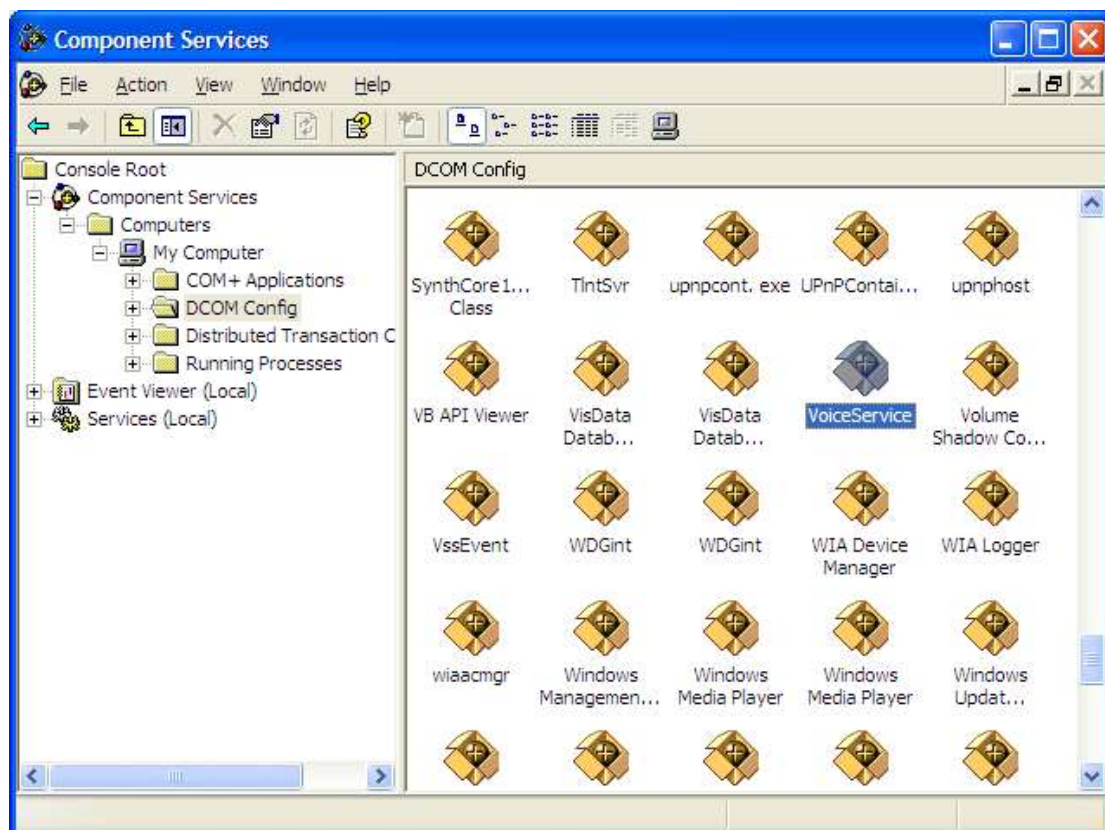 Component Services
File Action View Window Help
Console Root
Component Services
Computers
My Computer
COM+ Applications
DCOM Config
Distributed Transaction C
Running Processes
Event Viewer (Local)
Services (Local)
DCOM Config
SynthCore1... TlntSvr upnpcont. exe UPnPContai... upnphost
Class
VB API Viewer VisData VisData VoiceService Volume
Datab... Datab... Shadow Co...
VssEvent WDGint WDGint WIA Device WIA Logger
Manager
wiaacmgr Windows Windows Windows Windows
Managemen... Media Player Media Player Updat...